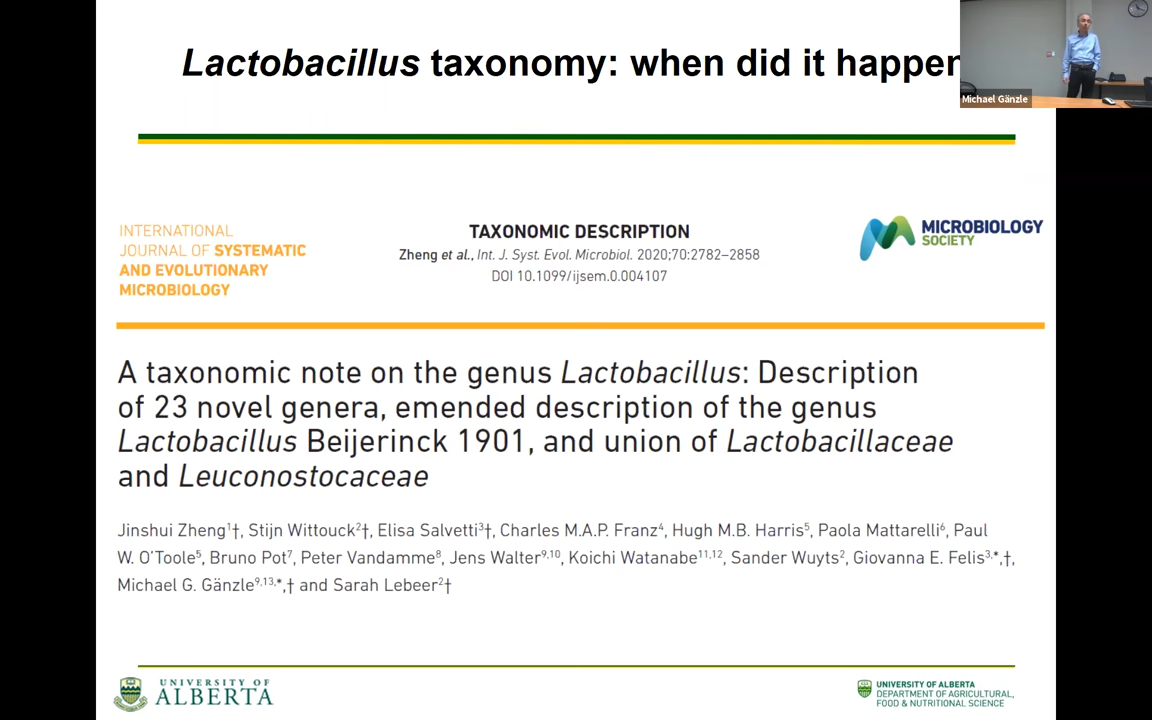 Lactobacillus taxonomy: when did it happen
Michael Gänzle
INTERNATIONAL
JOURNAL OF SYSTEMATIC
AND EVOLUTIONARY
MICROBIOLOGY
TAXONOMIC DESCRIPTION
Zheng et al., Int. J. Syst. Evol. Microbiol. 2020;70:2782–2858
DOI 10.1099/ijsem.0.004107
MICROBIOLOGY
SOCIETY
A taxonomic note on the genus Lactobacillus: Description
of 23 novel genera, emended description of the genus
Lactobacillus Beijerinck 1901, and union of Lactobacillaceae
and Leuconostocaceae
Jinshui Zheng¹†, Stijn Wittouck²†, Elisa Salvetti³†, Charles M.A.P. Franz⁴, Hugh M.B. Harris⁵, Paola Mattarelli⁶, Paul
W. O’Toole⁵, Bruno Pot⁷, Peter Vandamme⁸, Jens Walter⁹,¹⁰, Koichi Watanabe¹¹,¹², Sander Wuyts², Giovanna E. Felis³,*,†,
Michael G. Gänzle⁹,¹³,*,† and Sarah Lebeer²†
UNIVERSITY OF
ALBERTA
UNIVERSITY OF ALBERTA
DEPARTMENT OF AGRICULTURAL,
FOOD & NUTRITIONAL SCIENCE